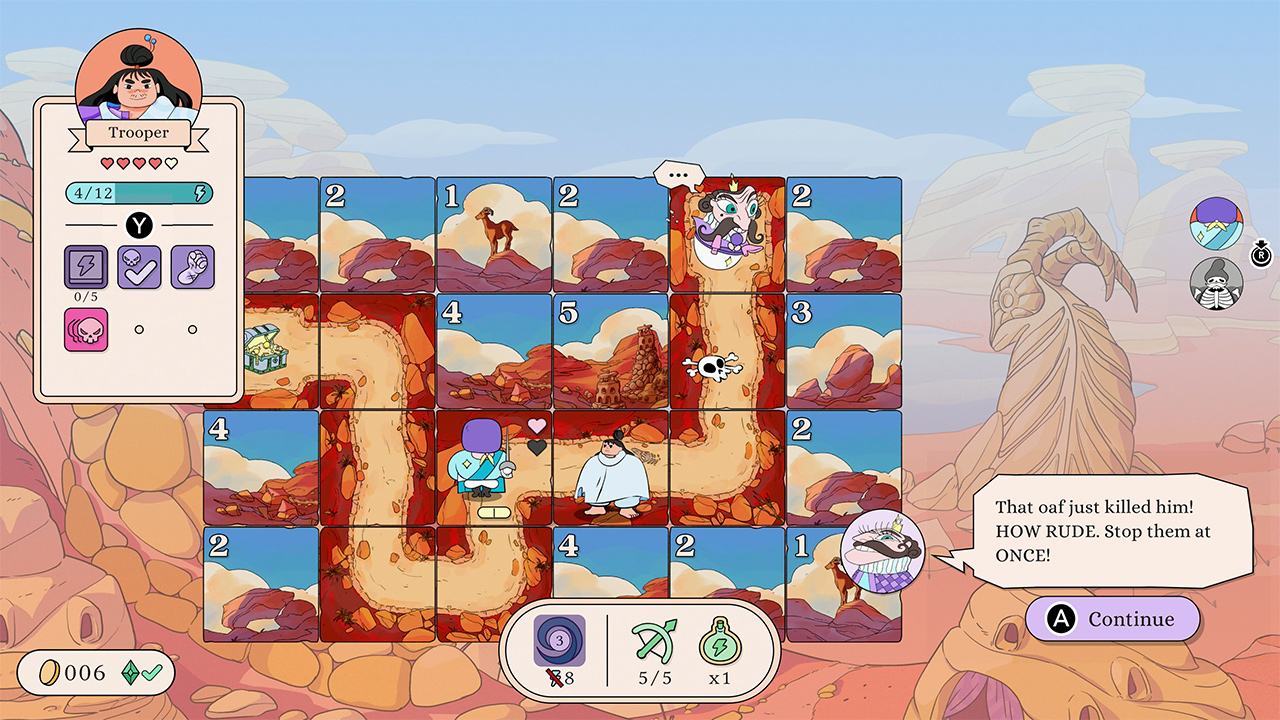 Trooper
4/12
Y
0/5
2
1
2
2
4
5
3
4
2
2
4
2
1
R
That oaf just killed him!
HOW RUDE. Stop them at
ONCE!
A Continue
3
8
5/5
x1
006